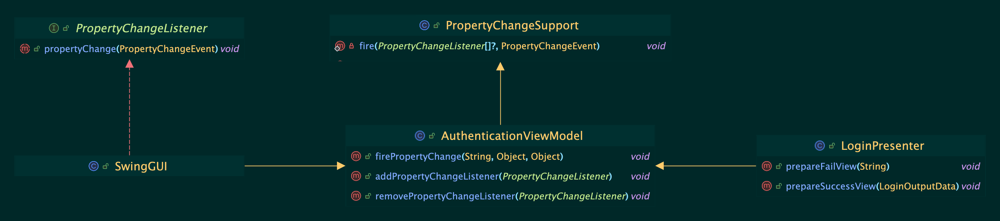 PropertyChangeListener
propertyChange(PropertyChangeEvent) void
PropertyChangeSupport
fire(PropertyChangeListener[]?, PropertyChangeEvent) void
SwingGUI
AuthenticationViewModel
firePropertyChange(String, Object, Object) void
addPropertyChangeListener(PropertyChangeListener) void
removePropertyChangeListener(PropertyChangeListener) void
LoginPresenter
prepareFailView(String) void
prepareSuccessView(LoginOutputData) void